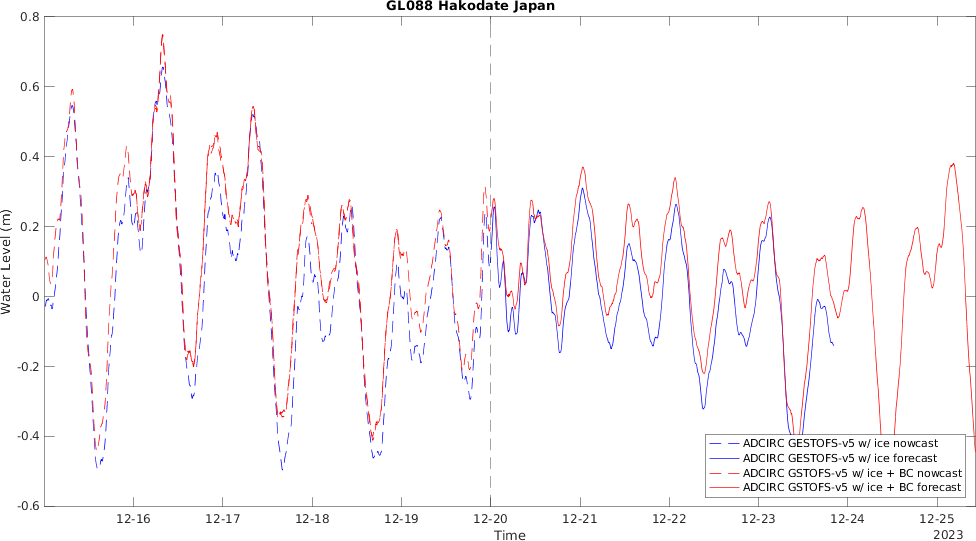 GL088 Hakodate Japan
0.8
0.6
0.4
0.2
0
-0.2
-0.4
-0.6
Water Level (m)
12-16
12-17
12-18
12-19
12-20
12-21
12-22
12-23
12-24
12-25
Time
2023
ADCIRC GESTOFS-v5 w/ ice nowcast
ADCIRC GESTOFS-v5 w/ ice forecast
ADCIRC GSTOFS-v5 w/ ice + BC nowcast
ADCIRC GSTOFS-v5 w/ ice + BC forecast